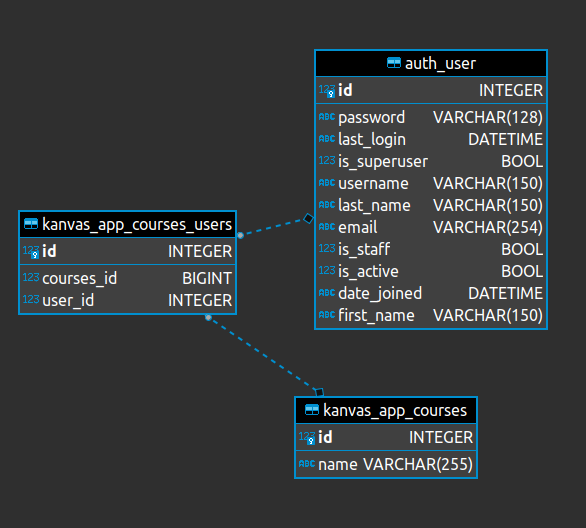 auth_user
id INTEGER
password VARCHAR(128)
last_login DATETIME
is_superuser BOOL
username VARCHAR(150)
last_name VARCHAR(150)
email VARCHAR(254)
is_staff BOOL
is_active BOOL
date_joined DATETIME
first_name VARCHAR(150)
kanvas_app_courses_users
id INTEGER
courses_id BIGINT
user_id INTEGER
kanvas_app_courses
id INTEGER
name VARCHAR(255)